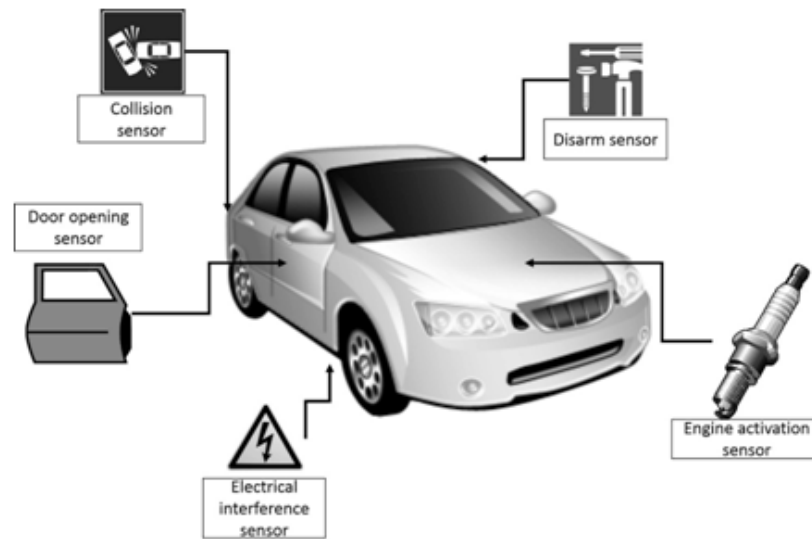 Collision
sensor
Disarm sensor
Door opening
sensor
Engine activation
sensor
Electrical
interference
sensor